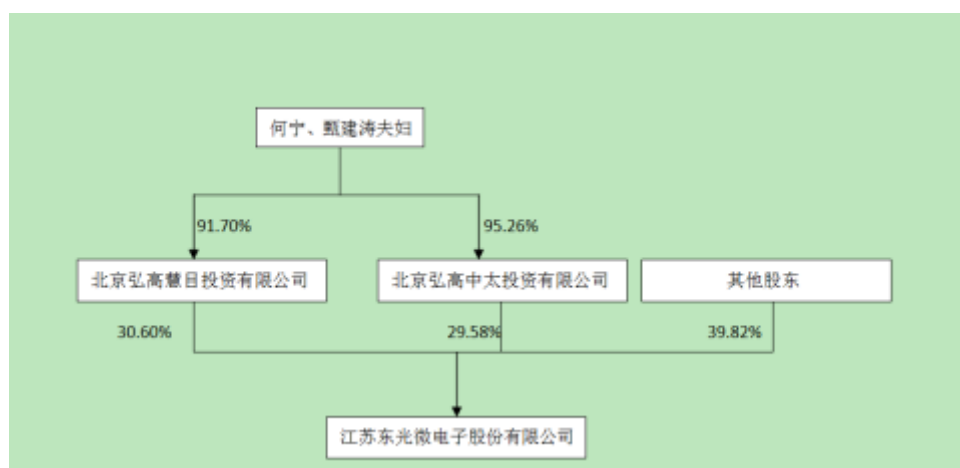 何宁、甄建涛夫妇
91.70%
95.26%
北京弘高慧目投资有限公司
北京弘高中太投资有限公司
其他股东
30.60%
29.58%
39.82%
江苏东光微电子股份有限公司